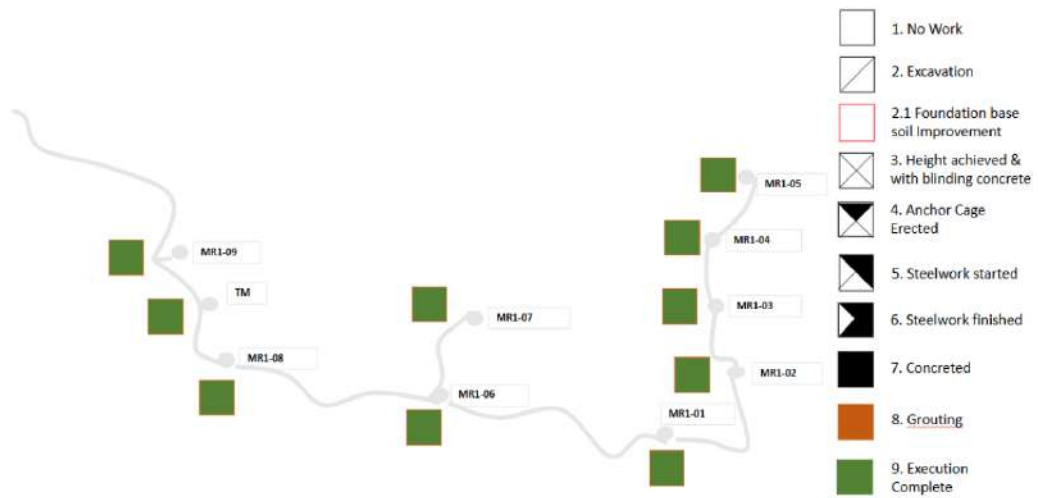 1. No Work
2. Excavation
2.1 Foundation base
soil Improvement
3. Height achieved &
with blinding concrete
4. Anchor Cage
Erected
5. Steelwork started
6. Steelwork finished
7. Concreted
8. Grouting
9. Execution
Complete
MR1-05
MR1-04
MR1-09
TM
MR1-03
MR1-07
MR1-08
MR1-02
MR1-06
MR1-01